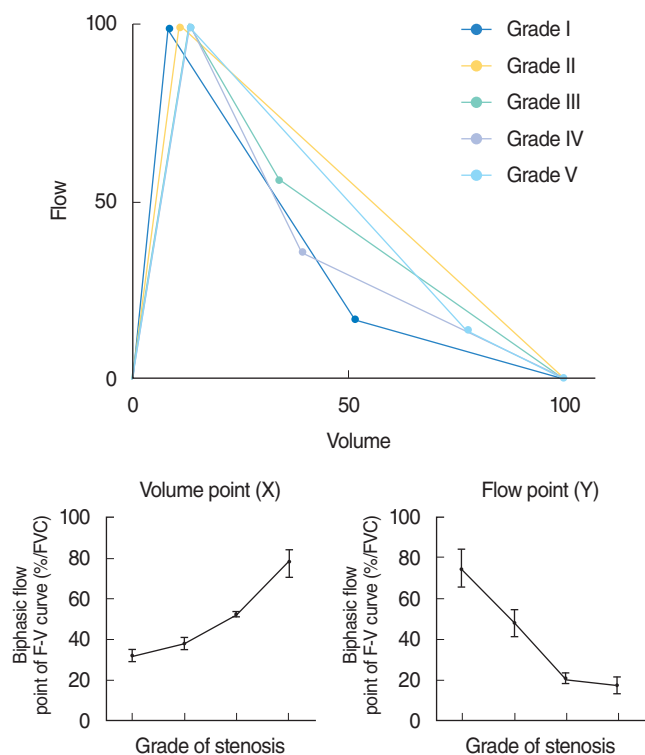 100
50
0
Flow
0
50
100
Volume
Grade I
Grade II
Grade III
Grade IV
Grade V
Volume point (X)
100
80
60
40
20
0
Biphasic flow
point of F-V curve (%/FVC)
Grade of stenosis
Flow point (Y)
100
80
60
40
20
0
Biphasic flow
point of F-V curve (%/FVC)
Grade of stenosis